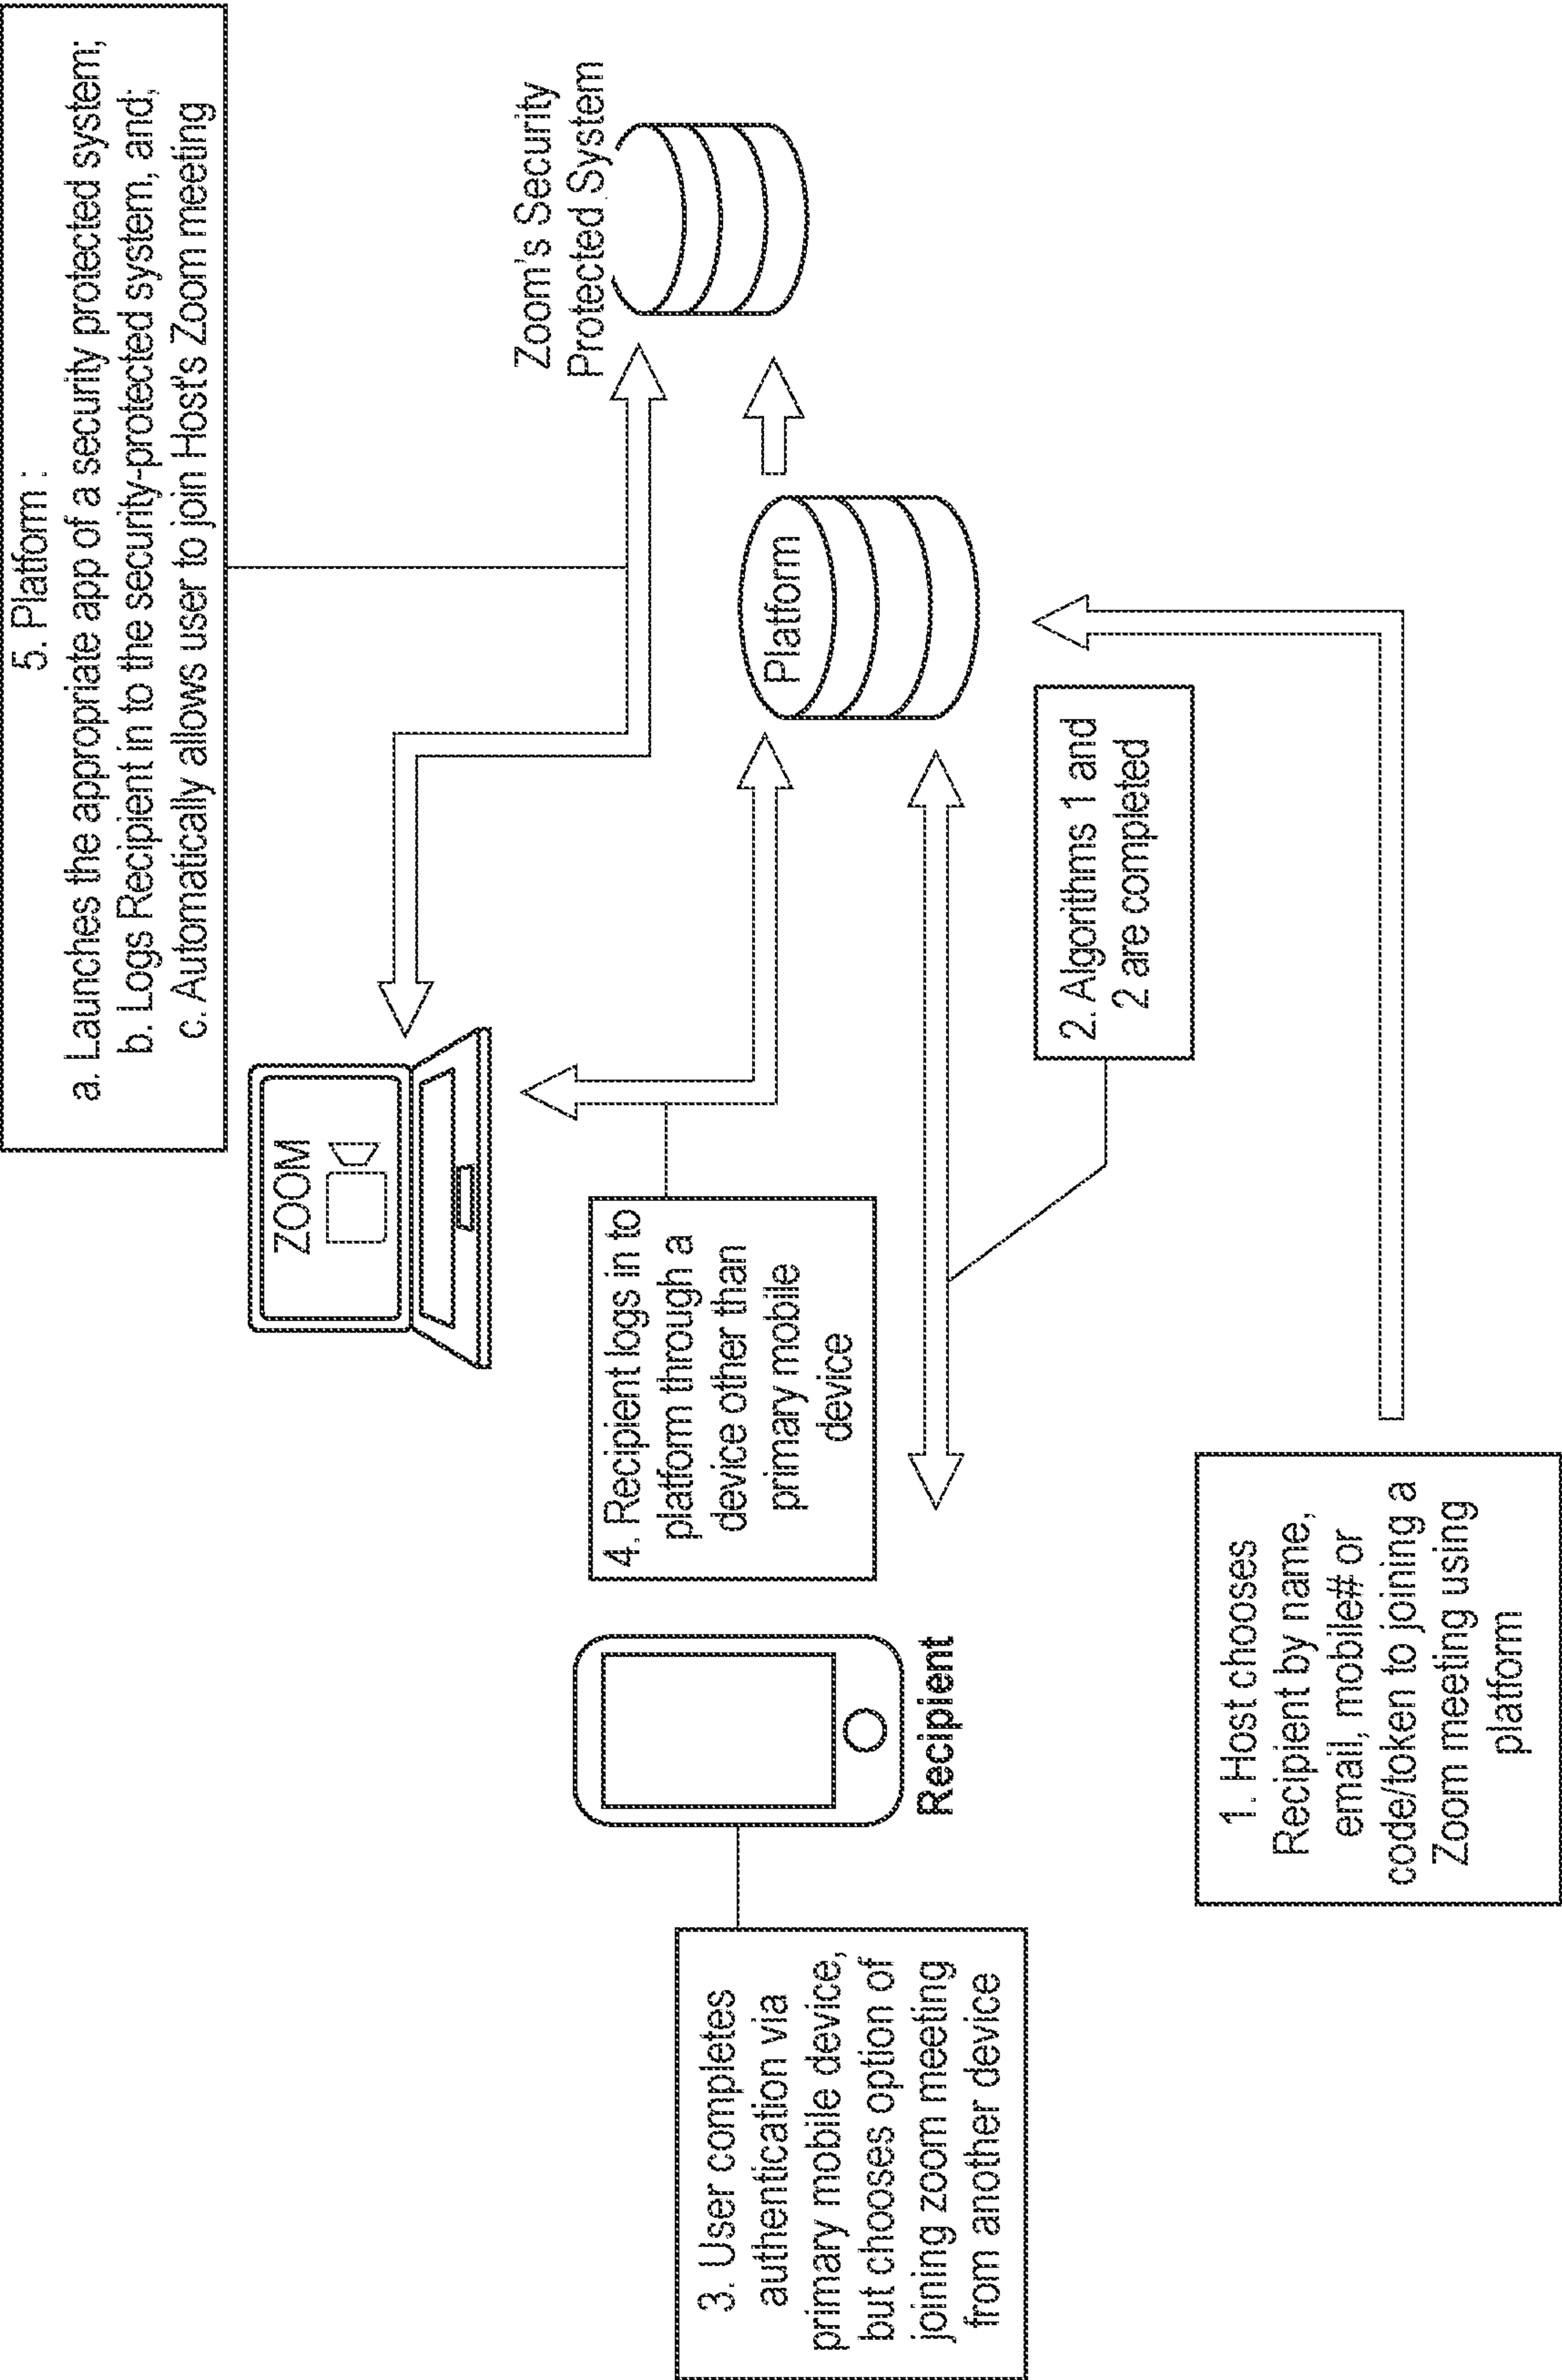 5. Platform :
a. Launches the appropriate app of a security protected system;
b. Logs Recipient in to the security-protected system, and;
c. Automatically allows user to join Host's Zoom meeting
ZOOM
Zoom's Security
Protected System
4. Recipient logs in to
platform through a
device other than
primary mobile
device
Platform
3. User completes
authentication via
primary mobile device,
but chooses option of
joining zoom meeting
from another device
Recipient
2. Algorithms 1 and
2 are completed
1. Host chooses
Recipient by name,
email, mobile# or
code/token to joining a
Zoom meeting using
platform